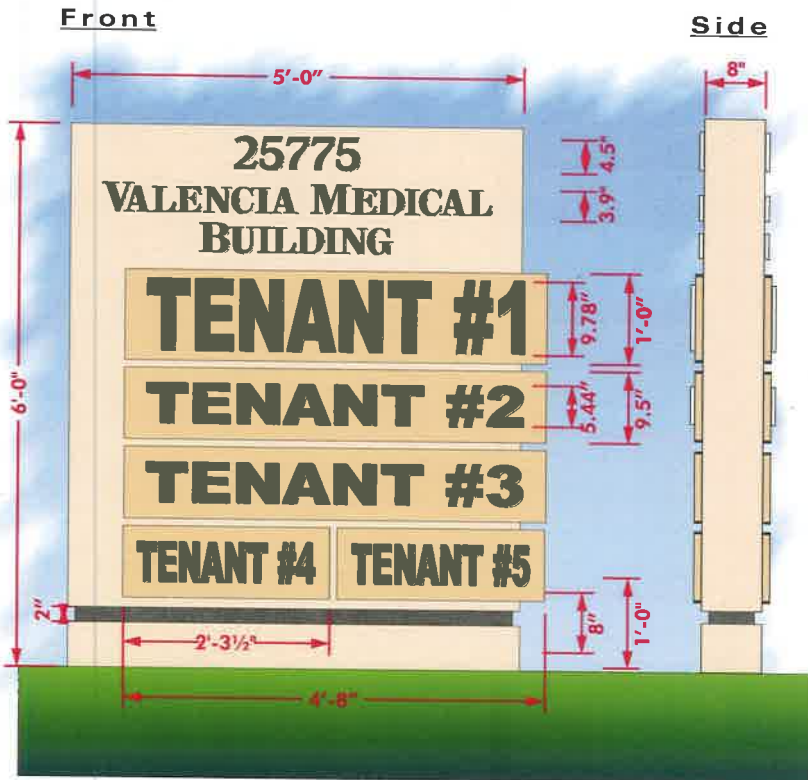 Front
Side
5'-0"
8"
25775
4.5"
VALENCIA MEDICAL
3.9"
BUILDING
TENANT #1
9.78"
1'-0"
6'-0"
TENANT #2
5.44"
9.5"
TENANT #3
TENANT #4
TENANT #5
2"
2'-3½"
8"
1'-0"
4'-8"